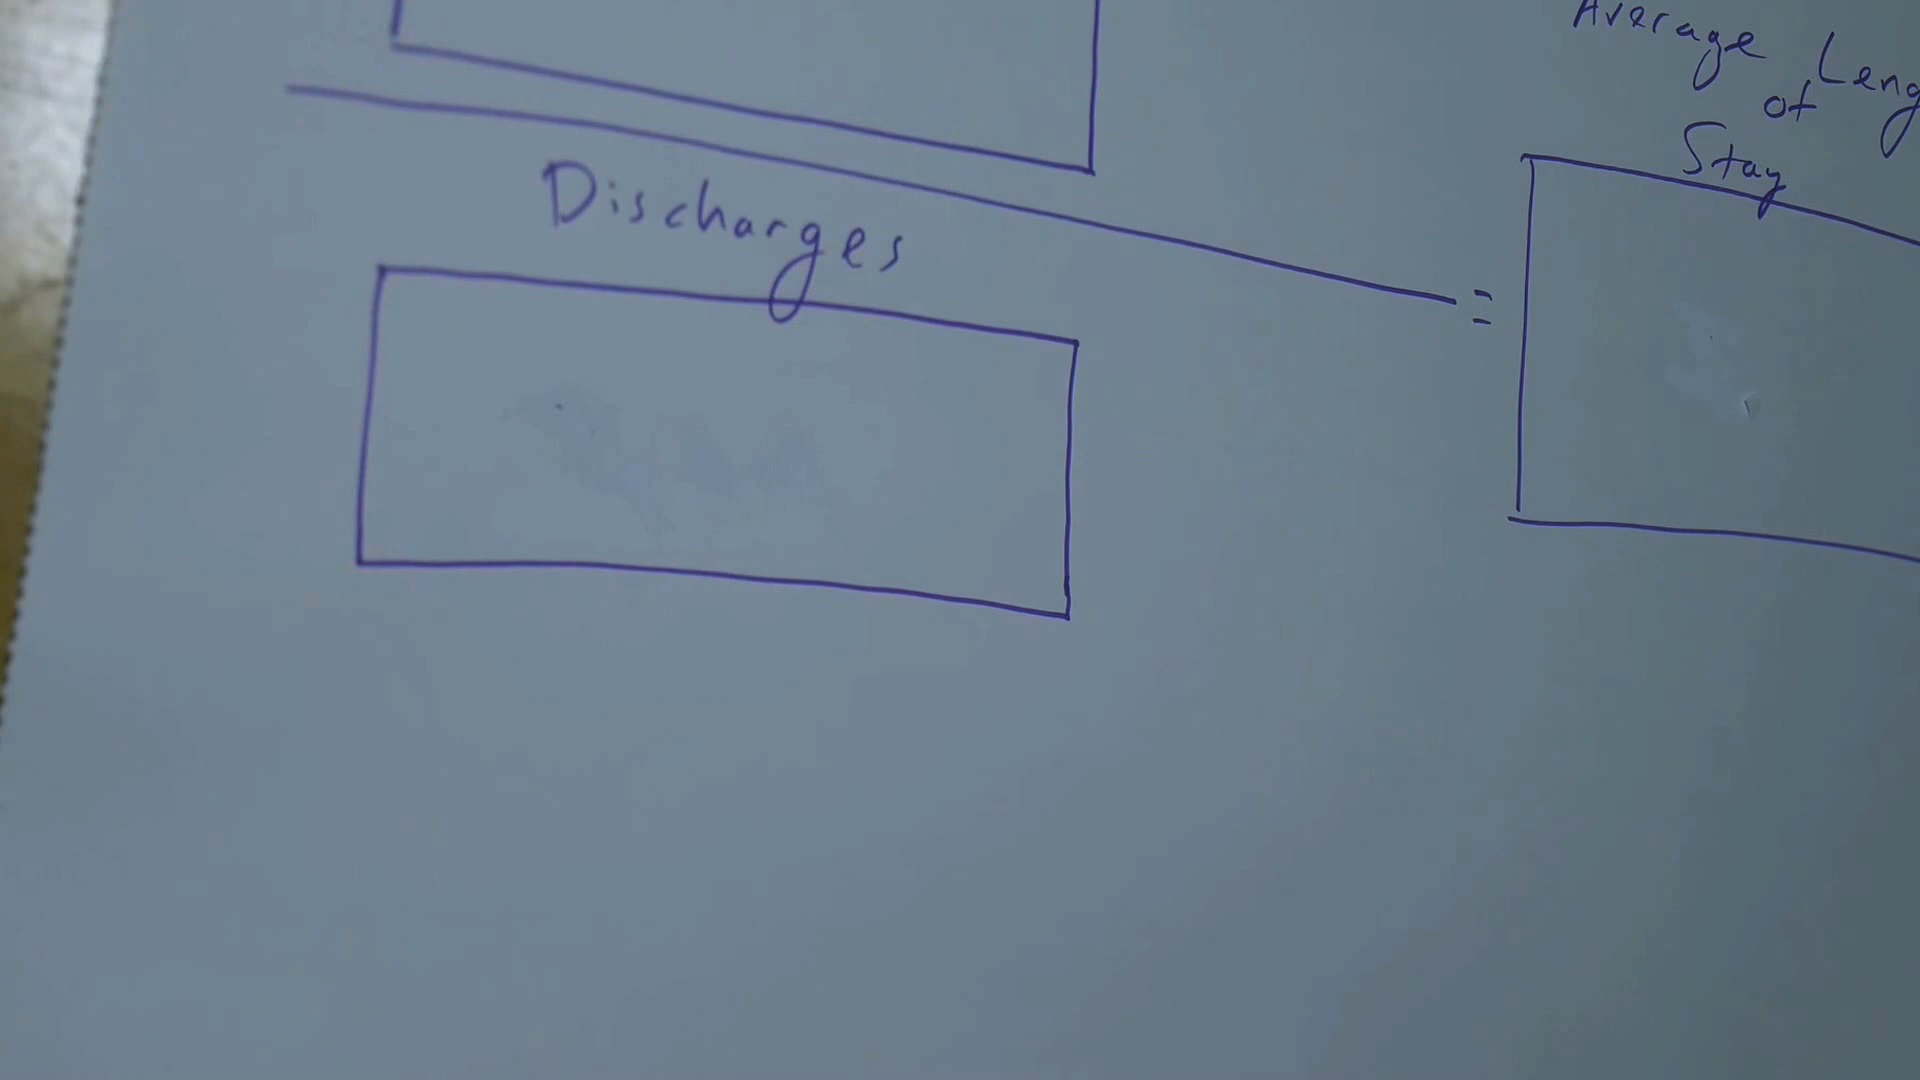 Discharges
=
Average Leng
of
Stay